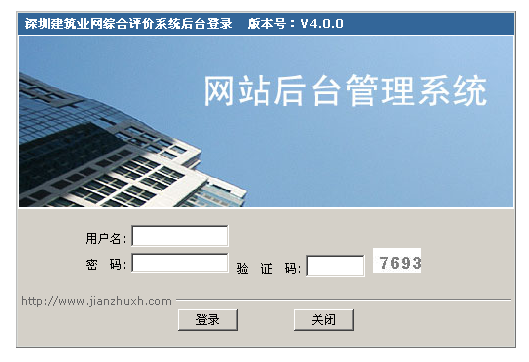 深圳建筑业网综合评价系统后台登录 版本号：V4.0.0
网站后台管理系统
用户名:
密 码: 验 证 码: 7693
http://www.jianzhuxh.com
登录 关闭